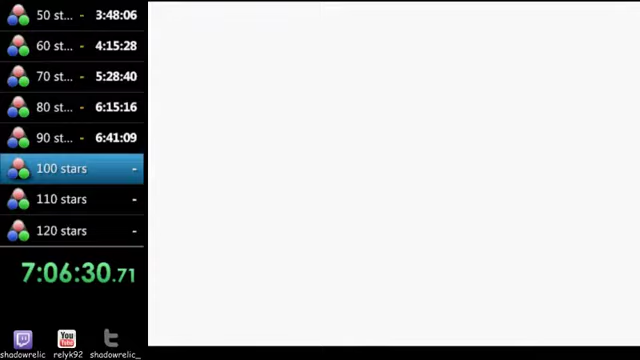 50 st... - 3:48:06
60 st... - 4:15:28
70 st... - 5:28:40
80 st... - 6:15:16
90 st... - 6:41:09
100 stars -
110 stars -
120 stars -
7:06:30.71
You Tube
shadowrelic relyk92 shadowrelic_